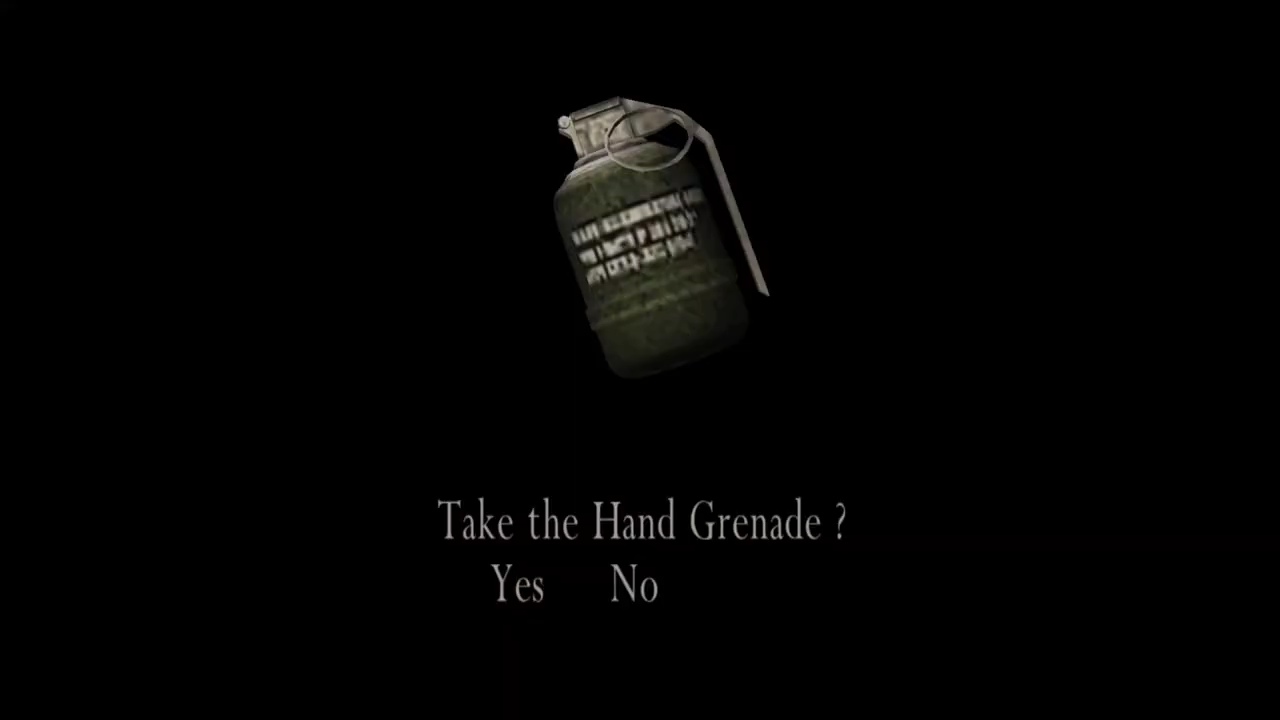 Take the Hand Grenade ?
Yes No